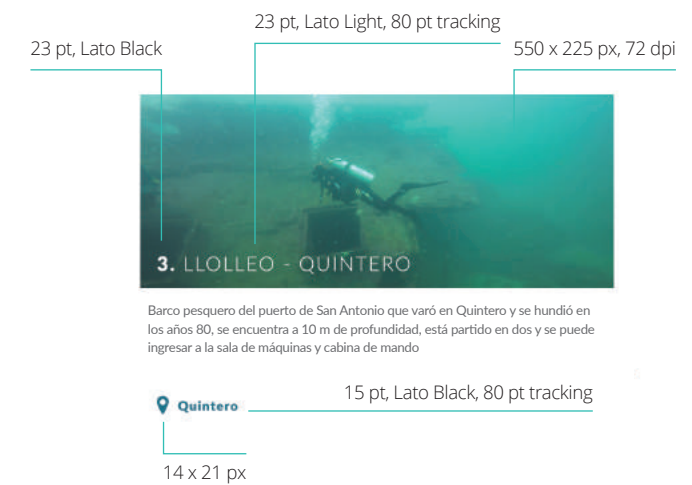 23 pt, Lato Light, 80 pt tracking
23 pt, Lato Black
550 x 225 px, 72 dpi
3. LLOLLEO - QUINTERO
Barco pesquero del puerto de San Antonio que varó en Quintero y se hundió en
los años 80, se encuentra a 10 m de profundidad, está partido en dos y se puede
ingresar a la sala de máquinas y cabina de mando
15 pt, Lato Black, 80 pt tracking
Quintero
14 x 21 px